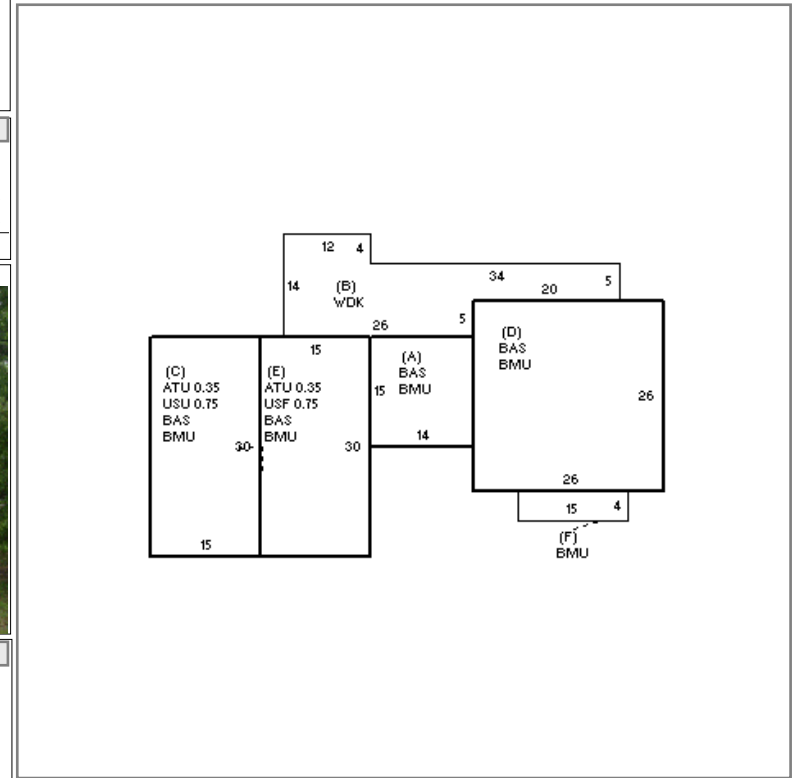 12 4
34
5
20
14
(B)
WDK
26
5
15
(D)
BAS
BMU
(A)
BAS
BMU
(C)
ATU 0.35
USU 0.75
BAS
BMU
(E)
ATU 0.35
USF 0.75
BAS
BMU
15
26
14
30
30
26
15 4
15
(F)
BMU